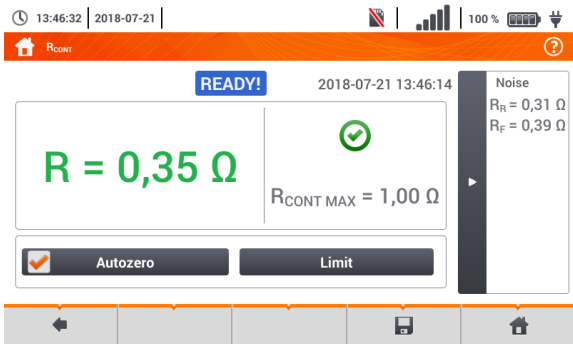 13:46:32 2018-07-21 100 %
RCONT ?
READY! 2018-07-21 13:46:14
R = 0,35 Ω
RCONT MAX = 1,00 Ω
Noise
RR = 0,31 Ω
RF = 0,39 Ω
Autozero Limit